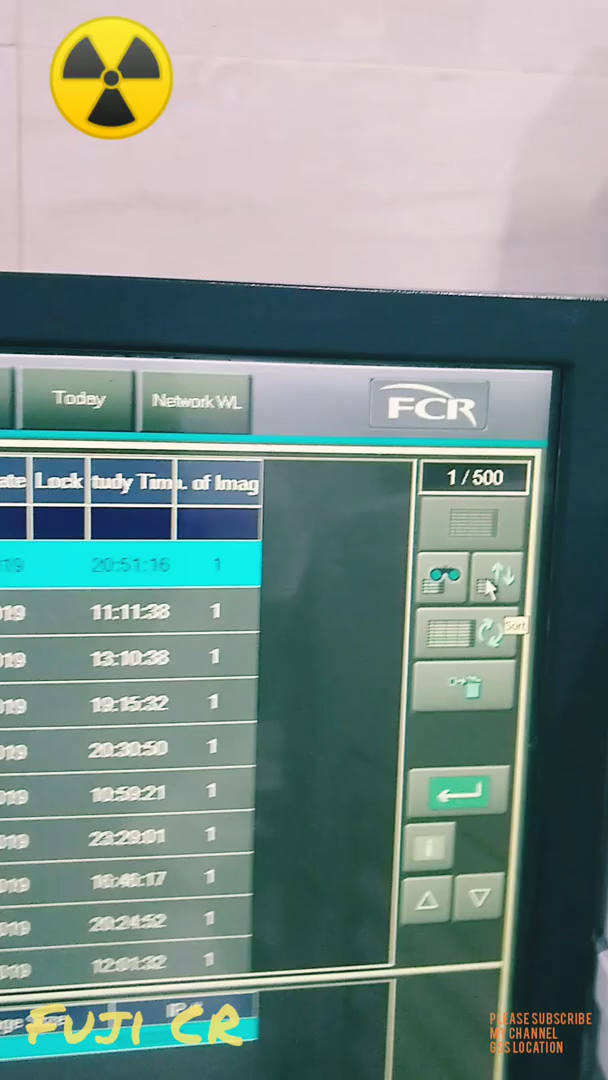 Today
Network WL
FCR
ate Lock tudy Tim . of Imag
1 / 500
019 20:51:16 1
019 11:11:38 1
Sort
019 13:10:38 1
019 19:15:32 1
019 20:30:50 1
019 10:59:21 1
019 23:29:01 1
019 16:46:17 1
019 20:24:52 1
019 12:01:32 1
FUJI CR
PLEASE SUBSCRIBE
MY CHANNEL
LOCATION